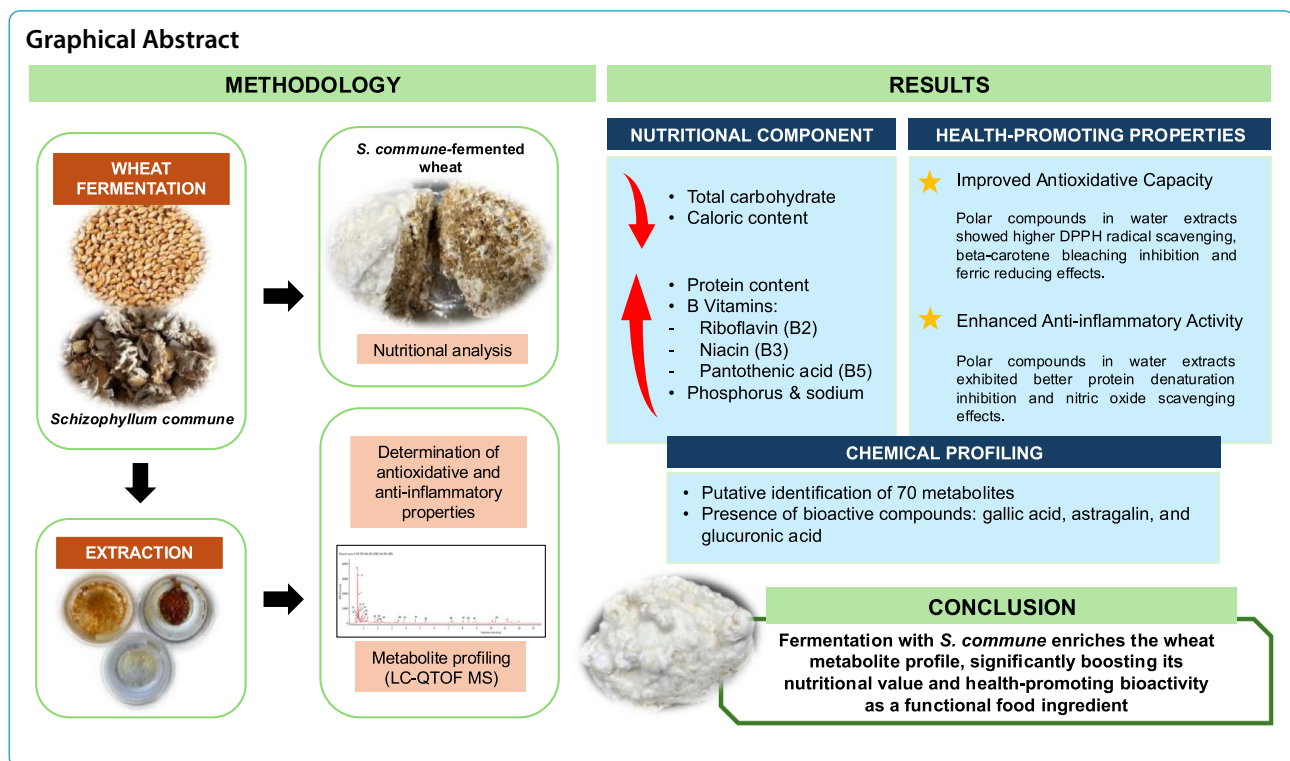 Graphical Abstract
METHODOLOGY
WHEAT
FERMENTATION
Schizophyllum commune
S. commune-fermented
wheat
Nutritional analysis
EXTRACTION
Determination of
antioxidative and
anti-inflammatory
properties
Metabolite profiling
(LC-QTOF MS)
RESULTS
NUTRITIONAL COMPONENT
• Total carbohydrate
• Caloric content
• Protein content
• B Vitamins:
- Riboflavin (B2)
- Niacin (B3)
- Pantothenic acid (B5)
• Phosphorus & sodium
HEALTH-PROMOTING PROPERTIES
Improved Antioxidative Capacity
Polar compounds in water extracts
showed higher DPPH radical scavenging,
beta-carotene bleaching inhibition and
ferric reducing effects.
Enhanced Anti-inflammatory Activity
Polar compounds in water extracts
exhibited better protein denaturation
inhibition and nitric oxide scavenging
effects.
CHEMICAL PROFILING
• Putative identification of 70 metabolites
• Presence of bioactive compounds: gallic acid, astragalin, and
glucuronic acid
CONCLUSION
Fermentation with S. commune enriches the wheat
metabolite profile, significantly boosting its
nutritional value and health-promoting bioactivity
as a functional food ingredient